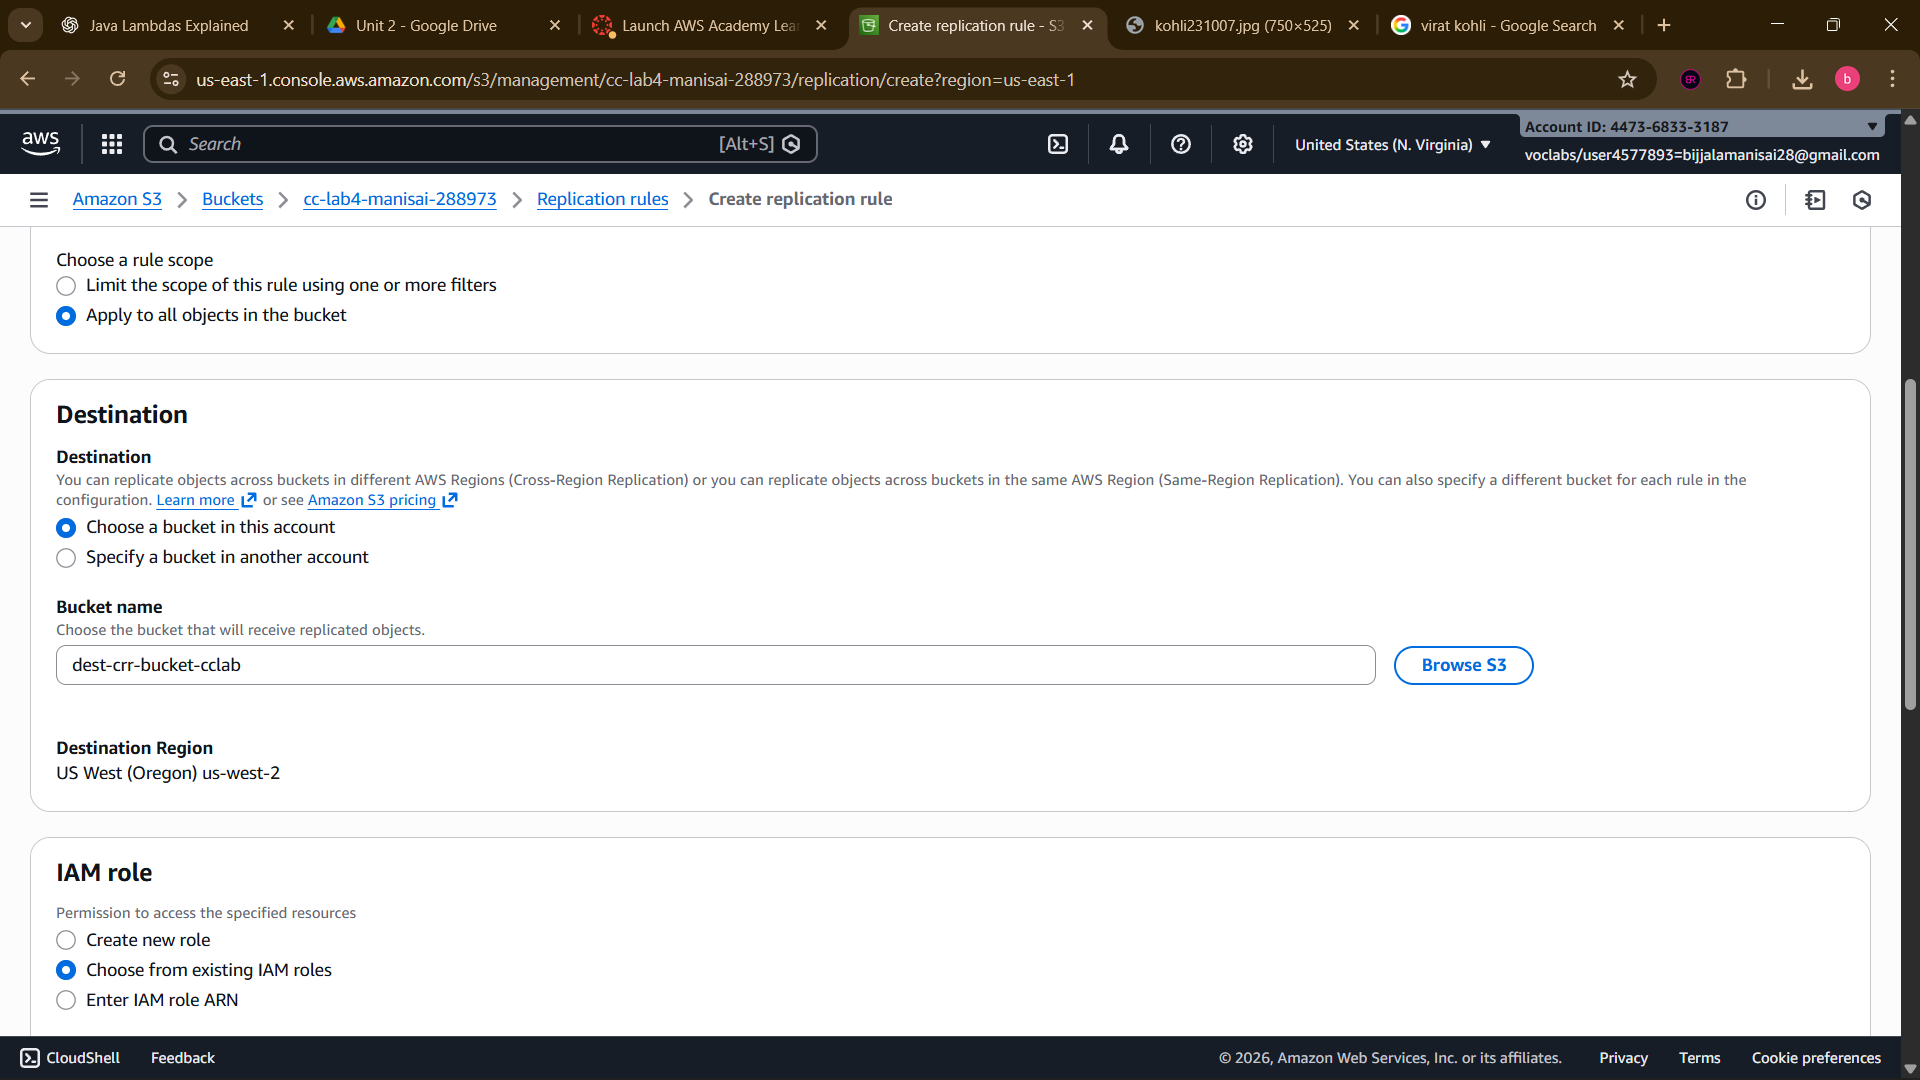 Java Lambdas Explained
Unit 2 - Google Drive
Launch AWS Academy Lea
Create replication rule - S3
kohli231007.jpg (750×525)
virat kohli - Google Search
us-east-1.console.aws.amazon.com/s3/management/cc-lab4-manisai-288973/replication/create?region=us-east-1
b
aws
Search
[Alt+S]
United States (N. Virginia)
Account ID: 4473-6833-3187
voclabs/user4577893=bijjalamanisai28@gmail.com
Amazon S3
Buckets
cc-lab4-manisai-288973
Replication rules
Create replication rule
Choose a rule scope
Limit the scope of this rule using one or more filters
Apply to all objects in the bucket
Destination
Destination
You can replicate objects across buckets in different AWS Regions (Cross-Region Replication) or you can replicate objects across buckets in the same AWS Region (Same-Region Replication). You can also specify a different bucket for each rule in the
configuration. Learn more or see Amazon S3 pricing
Choose a bucket in this account
Specify a bucket in another account
Bucket name
Choose the bucket that will receive replicated objects.
dest-crr-bucket-cclab
Browse S3
Destination Region
US West (Oregon) us-west-2
IAM role
Permission to access the specified resources
Create new role
Choose from existing IAM roles
Enter IAM role ARN
CloudShell
Feedback
© 2026, Amazon Web Services, Inc. or its affiliates.
Privacy
Terms
Cookie preferences